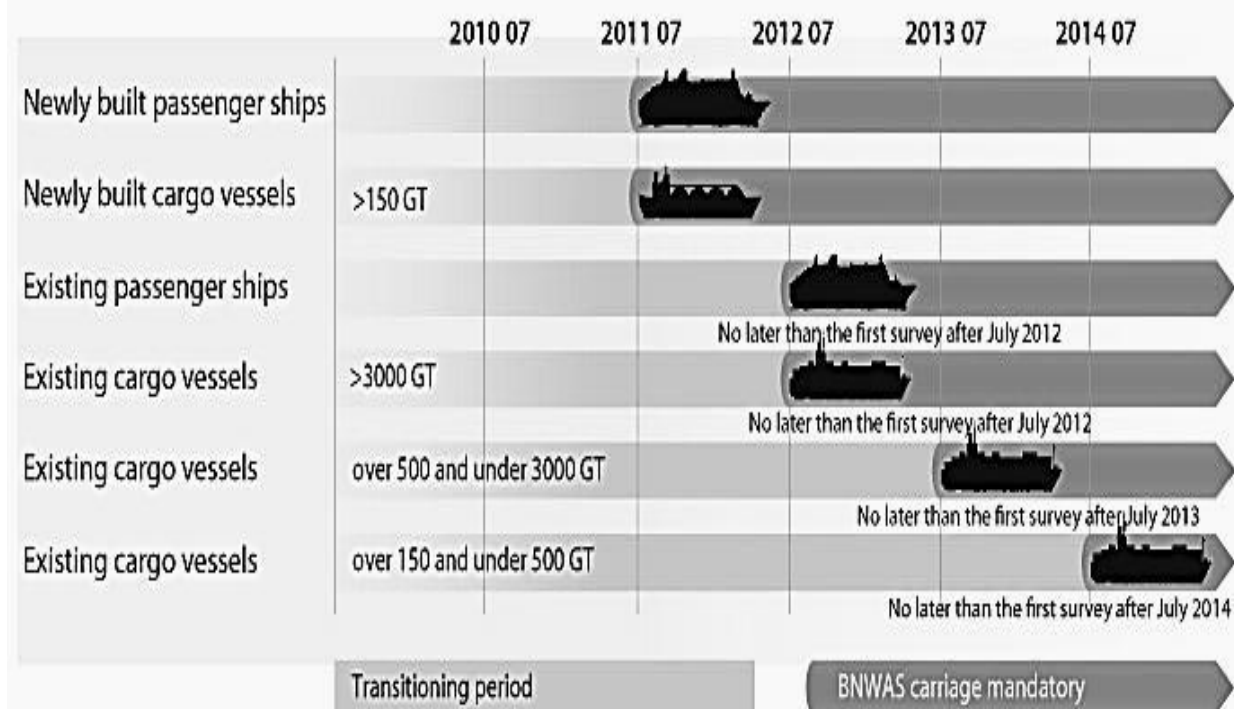 2010 07 2011 07 2012 07 2013 07 2014 07
Newly built passenger ships
Newly built cargo vessels >150 GT
Existing passenger ships
No later than the first survey after July 2012
Existing cargo vessels >3000 GT
No later than the first survey after July 2012
Existing cargo vessels over 500 and under 3000 GT
No later than the first survey after July 2013
Existing cargo vessels over 150 and under 500 GT
No later than the first survey after July 2014
Transitioning period BNWAS carriage mandatory